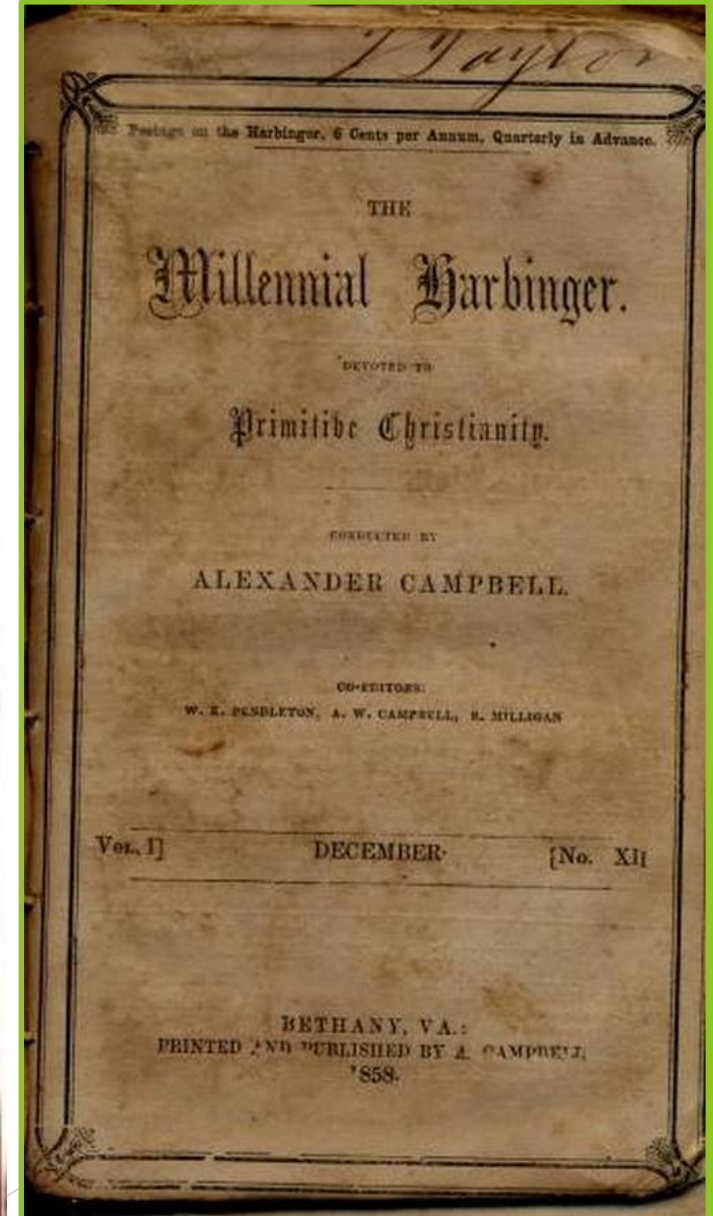 J Taylor
Postage on the Harbinger, 6 Cents per Annum, Quarterly in Advance.
THE
Millennial Harbinger.
DEVOTED TO
Primitive Christianity.
CONDUCTED BY
ALEXANDER CAMPBELL.
CO-EDITORS:
W. K. PENDLETON, A. W. CAMPBELL, R. MILLIGAN
VOL. I] DECEMBER [No. XII
BETHANY, VA.:
PRINTED AND PUBLISHED BY A. CAMPBELL,
1858.